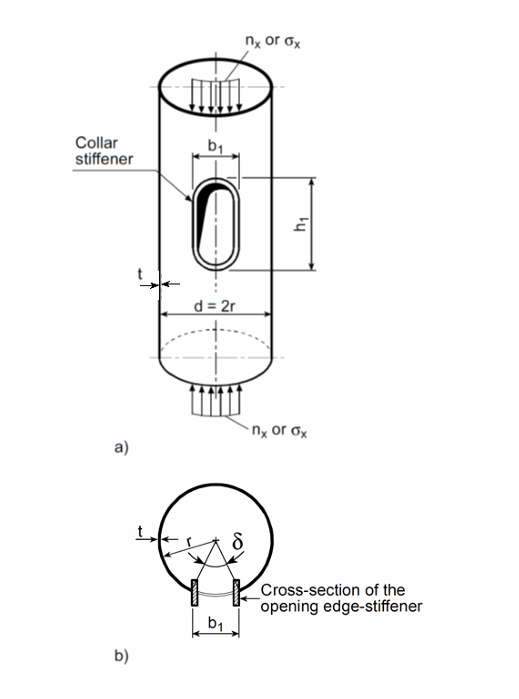 nx or σx
Collar
stiffener
b1
h1
t
d = 2r
nx or σx
a)
t
r
δ
Cross-section of the
opening edge-stiffener
b1
b)